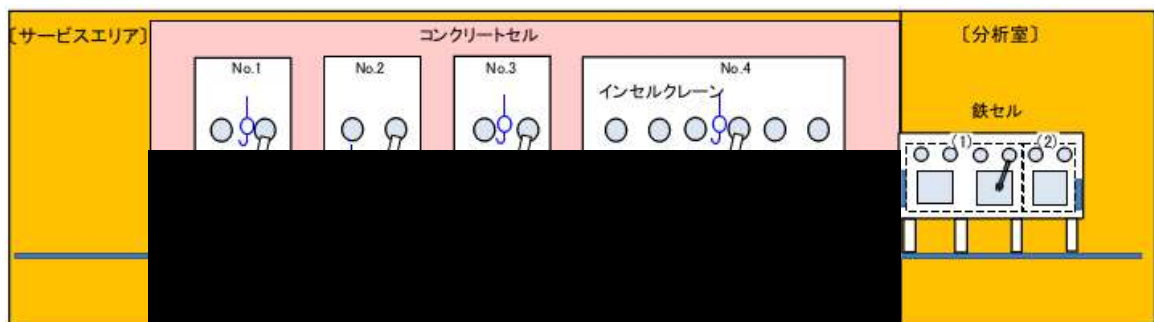 〔サービスエリア〕
コンクリートセル
〔分析室〕
No.1
No.2
No.3
No.4
インセルクレーン
鉄セル
(1)
(2)